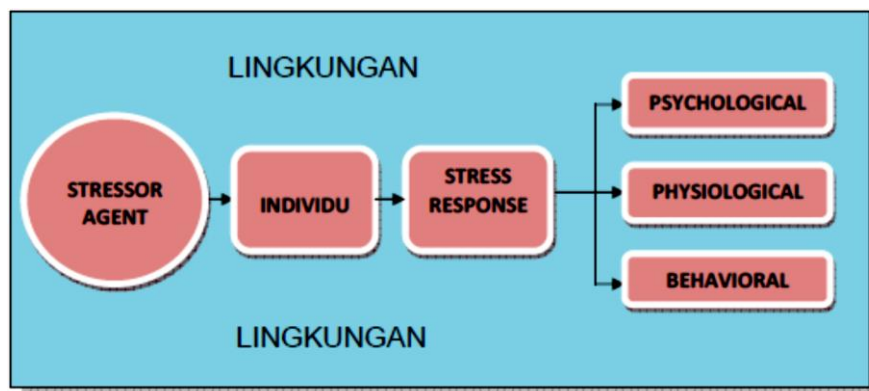 LINGKUNGAN
STRESSOR
AGENT
INDIVIDU
STRESS
RESPONSE
PSYCHOLOGICAL
PHYSIOLOGICAL
BEHAVIORAL
LINGKUNGAN